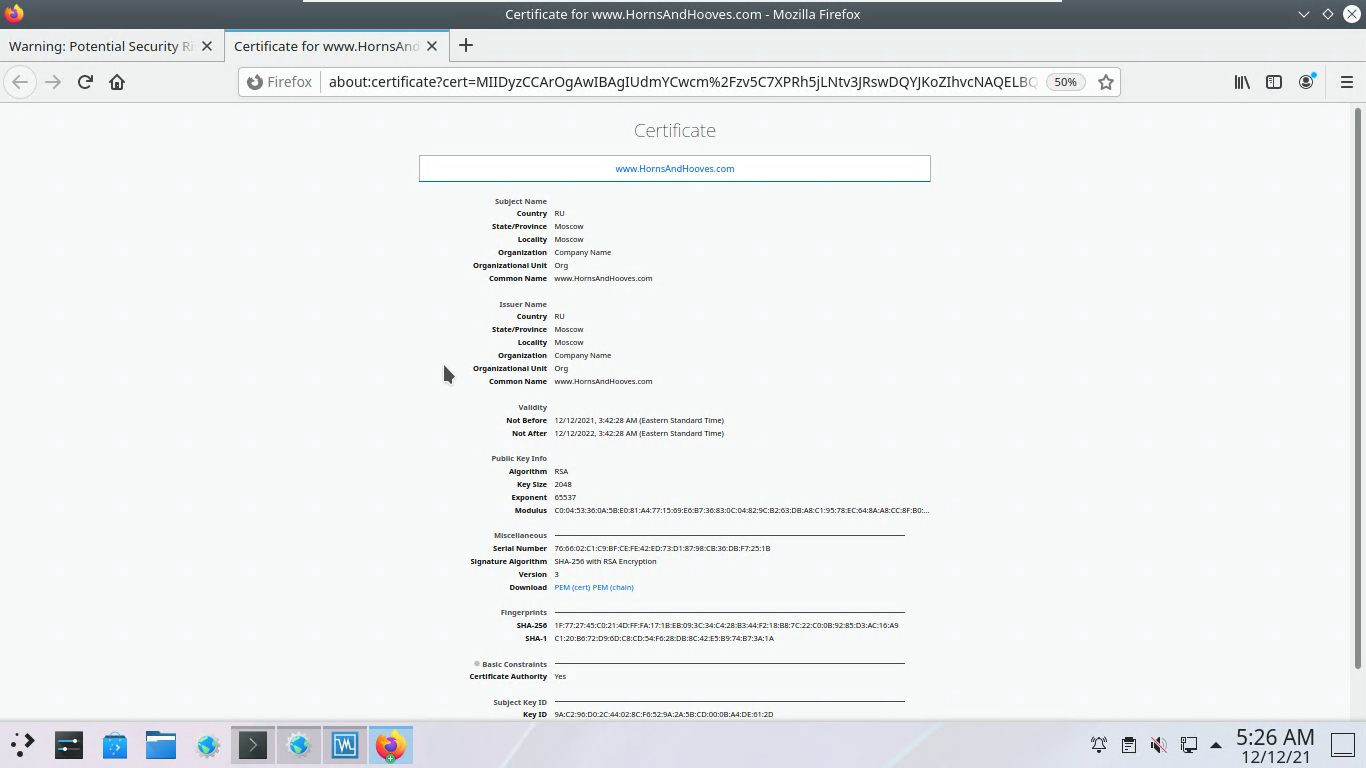 Certificate for www.HornsAndHooves.com - Mozilla Firefox
Warning: Potential Security Ri
Certificate for www.HornsAnd
Firefox
about:certificate?cert=MIIDyzCCArOgAwIBAgIUdmYCwcm%2Fzv5C7XPRh5jLNtv3JRswDQYJKoZIhvcNAQELBQ
50%
Certificate
www.HornsAndHooves.com
Subject Name
Country RU
State/Province Moscow
Locality Moscow
Organization Company Name
Organizational Unit Org
Common Name www.HornsAndHooves.com
Issuer Name
Country RU
State/Province Moscow
Locality Moscow
Organization Company Name
Organizational Unit Org
Common Name www.HornsAndHooves.com
Validity
Not Before 12/12/2021, 3:42:28 AM (Eastern Standard Time)
Not After 12/12/2022, 3:42:28 AM (Eastern Standard Time)
Public Key Info
Algorithm RSA
Key Size 2048
Exponent 65537
Modulus C0:04:53:36:0A:5B:E0:81:A4:77:15:69:E6:B7:36:83:0C:04:82:9C:B2:63:DB:A8:C1:95:78:EC:64:8A:A8:CC:8F:B0:...
Miscellaneous
Serial Number 76:66:02:C1:C9:BF:CE:FE:42:ED:73:D1:87:98:CB:36:DB:F7:25:1B
Signature Algorithm SHA-256 with RSA Encryption
Version 3
Download PEM (cert) PEM (chain)
Fingerprints
SHA-256 1F:77:27:45:C0:21:4D:FF:FA:17:1B:EB:09:3C:34:C4:28:B3:44:F2:18:B8:7C:22:C0:0B:92:85:D3:AC:16:A9
SHA-1 C1:20:B6:72:D9:6D:C8:CD:54:F6:28:DB:8C:42:E5:B9:74:B7:3A:1A
Basic Constraints
Certificate Authority Yes
Subject Key ID
Key ID 9A:C2:96:D0:2C:44:02:8C:F6:52:9A:2A:5B:CD:00:0B:A4:DE:61:2D
5:26 AM
12/12/21